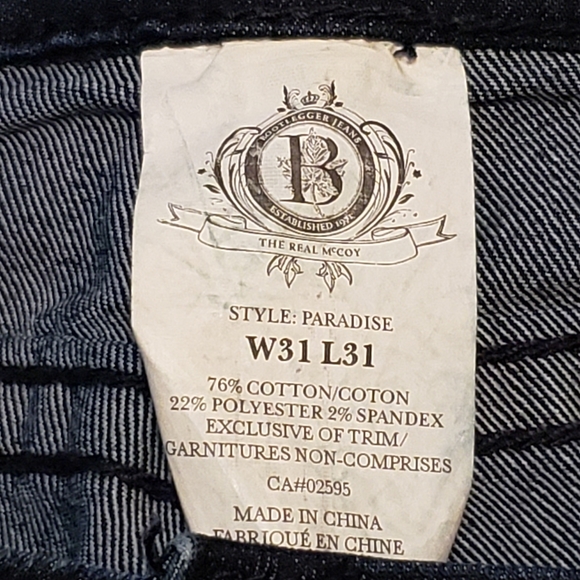 BOOTLEGGER JEANS
B
ESTABLISHED 1971
THE REAL McCOY
STYLE: PARADISE
W31 L31
76% COTTON/COTON
22% POLYESTER 2% SPANDEX
EXCLUSIVE OF TRIM/
GARNITURES NON-COMPRISES
CA#02595
MADE IN CHINA
FABRIQUÉ EN CHINE